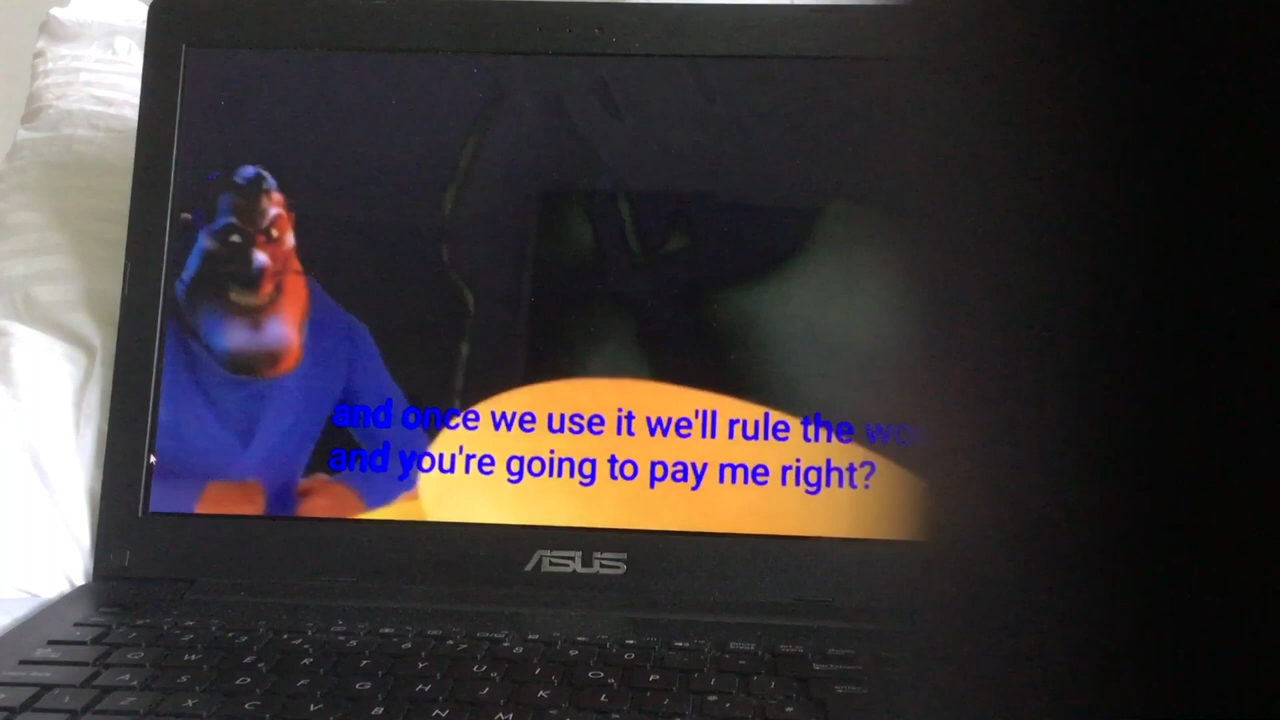 and once we use it we'll rule the
and you're going to pay me right?
ASUS
Q W E R T Y U I O P
A S D F G H J K L
Z X C V B N M